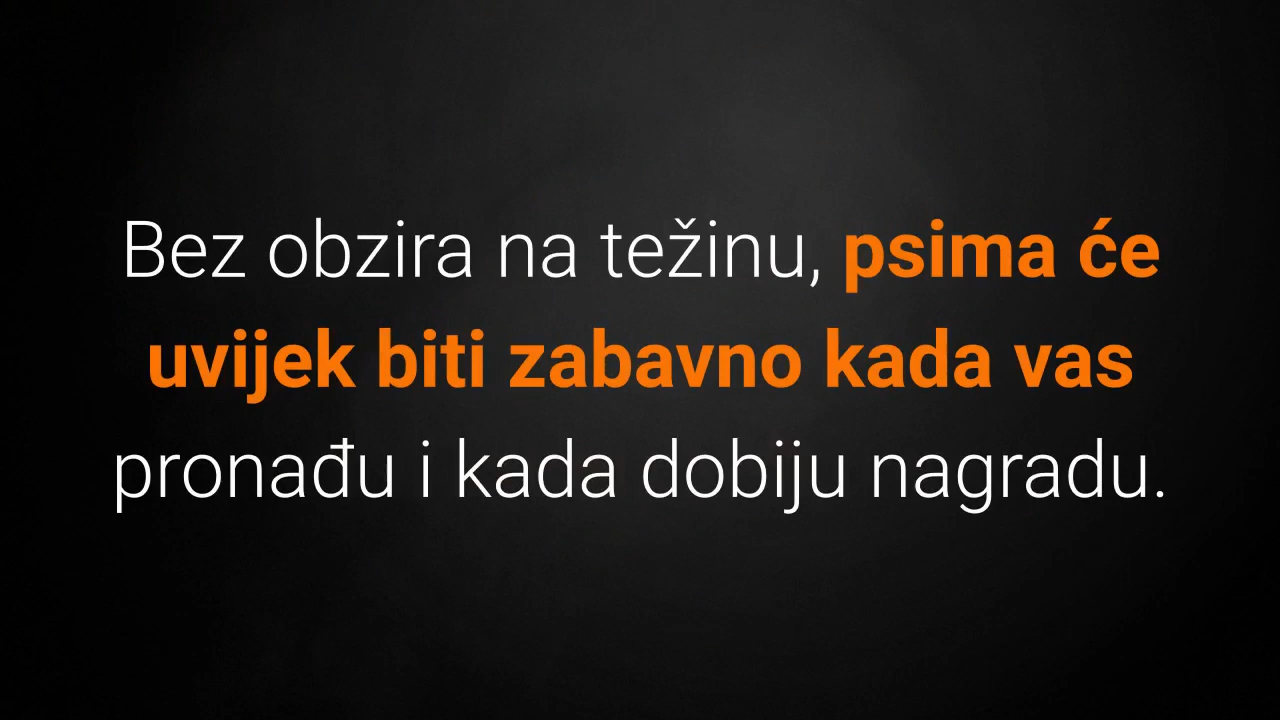 Bez obzira na težinu, psima će
uvijek biti zabavno kada vas
pronađu i kada dobiju nagradu.